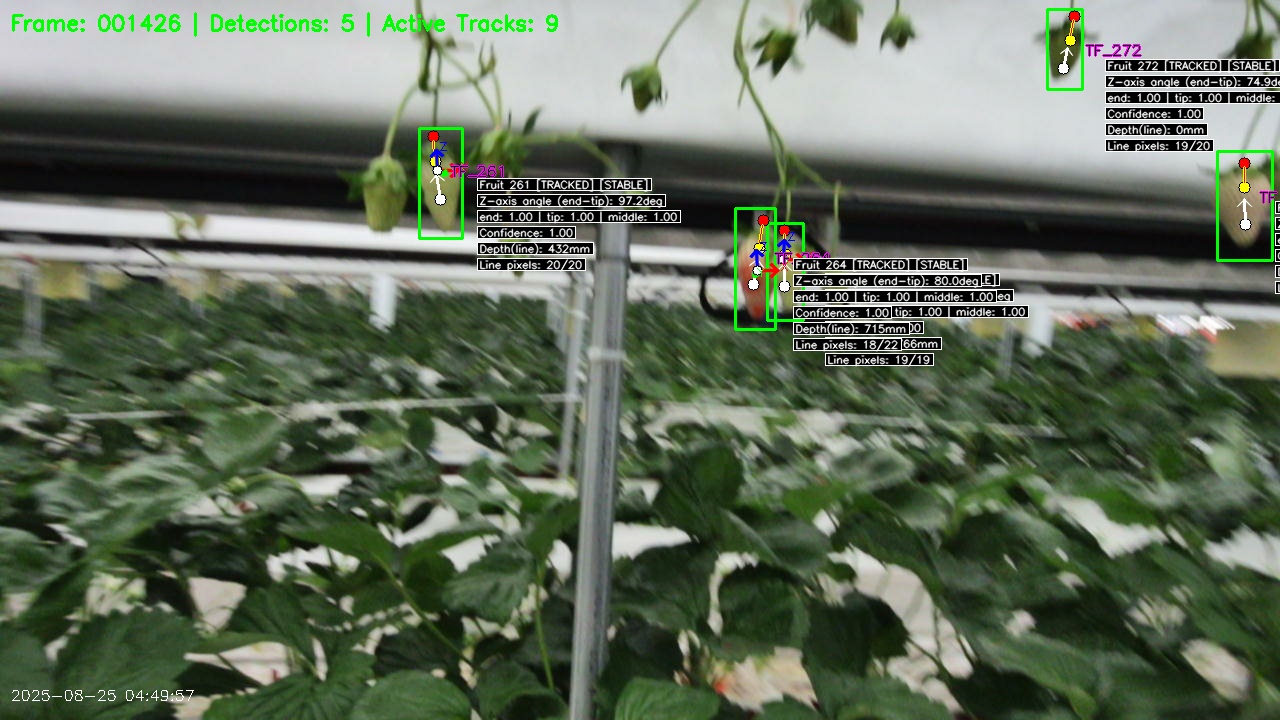 Frame: 001426 | Detections: 5 | Active Tracks: 9
TF_272
Fruit 272 [TRACKED] [STABLE]
Z-axis angle (end-tip): 74.9de
end: 1.00 | tip: 1.00 | middle:
Confidence: 1.00
Depth(line): 0mm
Line pixels: 19/20
TF_261
Fruit 261 [TRACKED] [STABLE]
Z-axis angle (end-tip): 97.2deg
end: 1.00 | tip: 1.00 | middle: 1.00
Confidence: 1.00
Depth(line): 432mm
Line pixels: 20/20
TF
Fruit 264 [TRACKED] [STABLE]
Z-axis angle (end-tip): 80.0deg
end: 1.00 | tip: 1.00 | middle: 1.00
Confidence: 1.00
tip: 1.00 | middle: 1.00
Depth(line): 715mm
Line pixels: 18/22
66mm
Line pixels: 19/19
2025-08-25 04:49:57